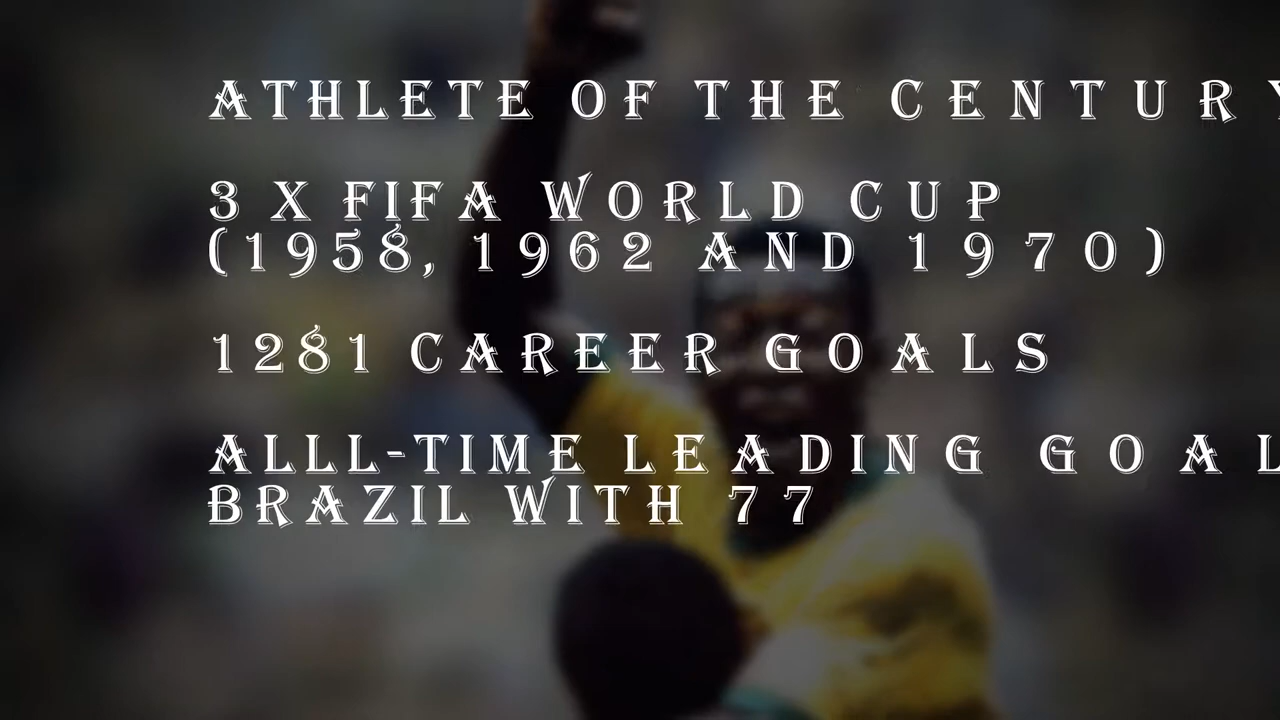 ATHLETE OF THE CENTURY
3 X FIFA WORLD CUP
(1958, 1962 AND 1970)
1281 CAREER GOALS
ALLL-TIME LEADING GOAL
BRAZIL WITH 77